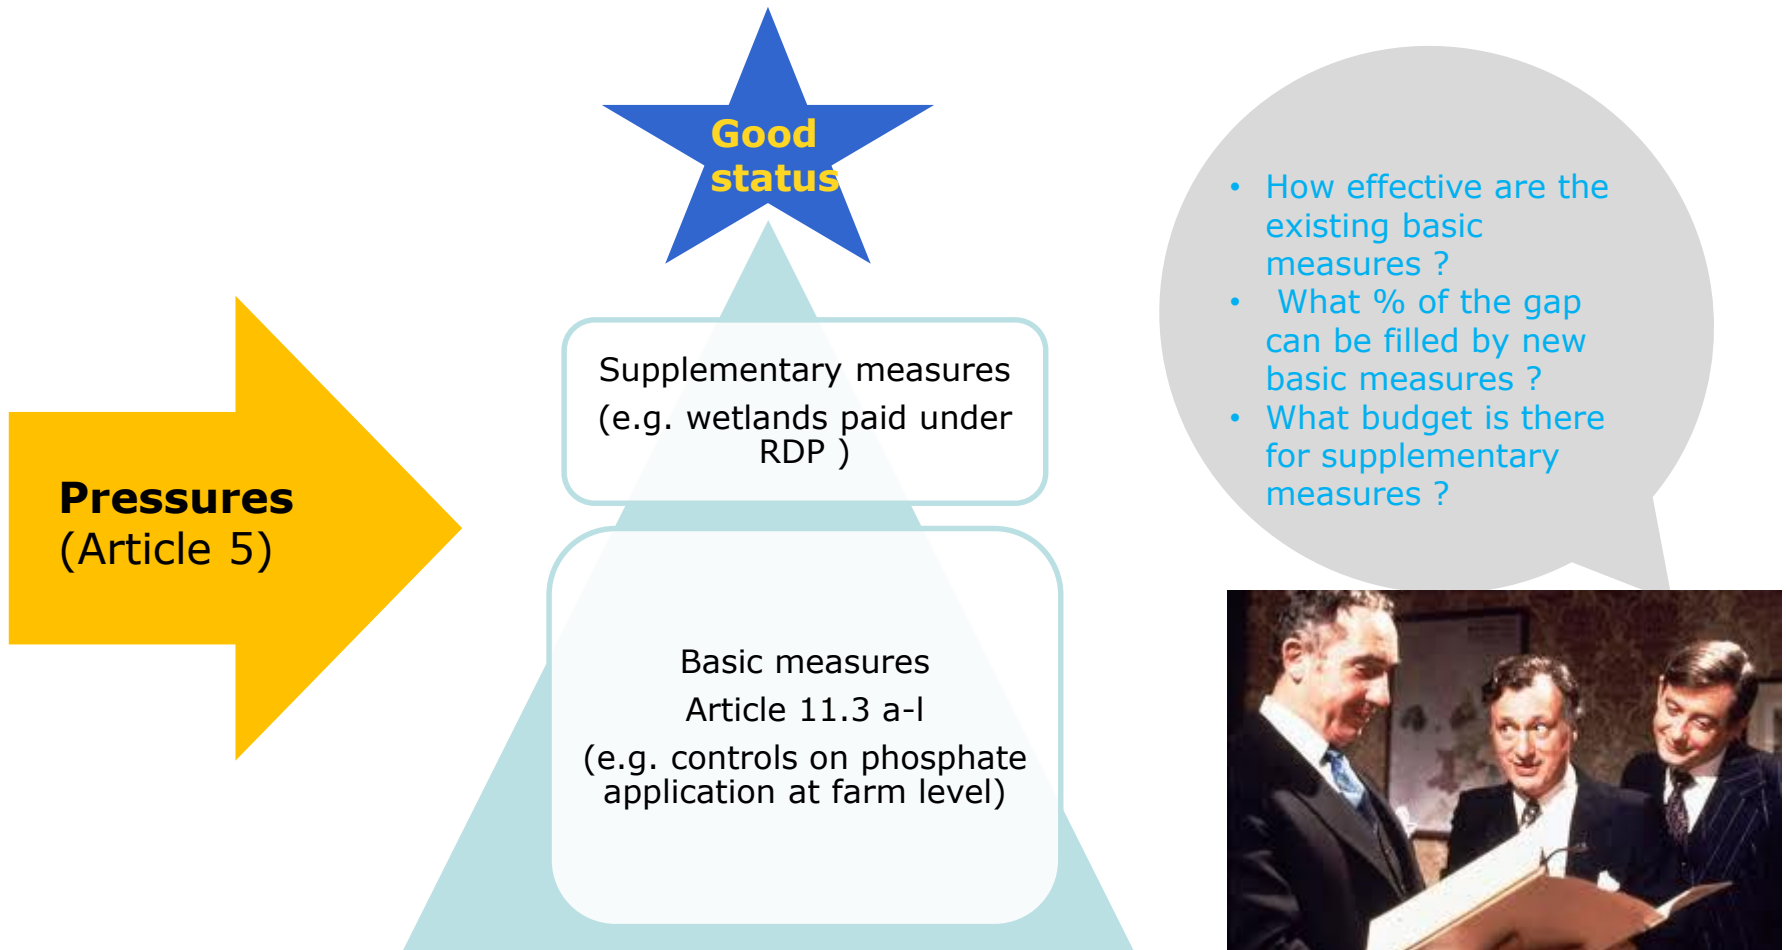 Good
status
Pressures
(Article 5)
Supplementary measures
(e.g. wetlands paid under
RDP )
Basic measures
Article 11.3 a-l
(e.g. controls on phosphate
application at farm level)
• How effective are the
existing basic
measures ?
• What % of the gap
can be filled by new
basic measures ?
• What budget is there
for supplementary
measures ?